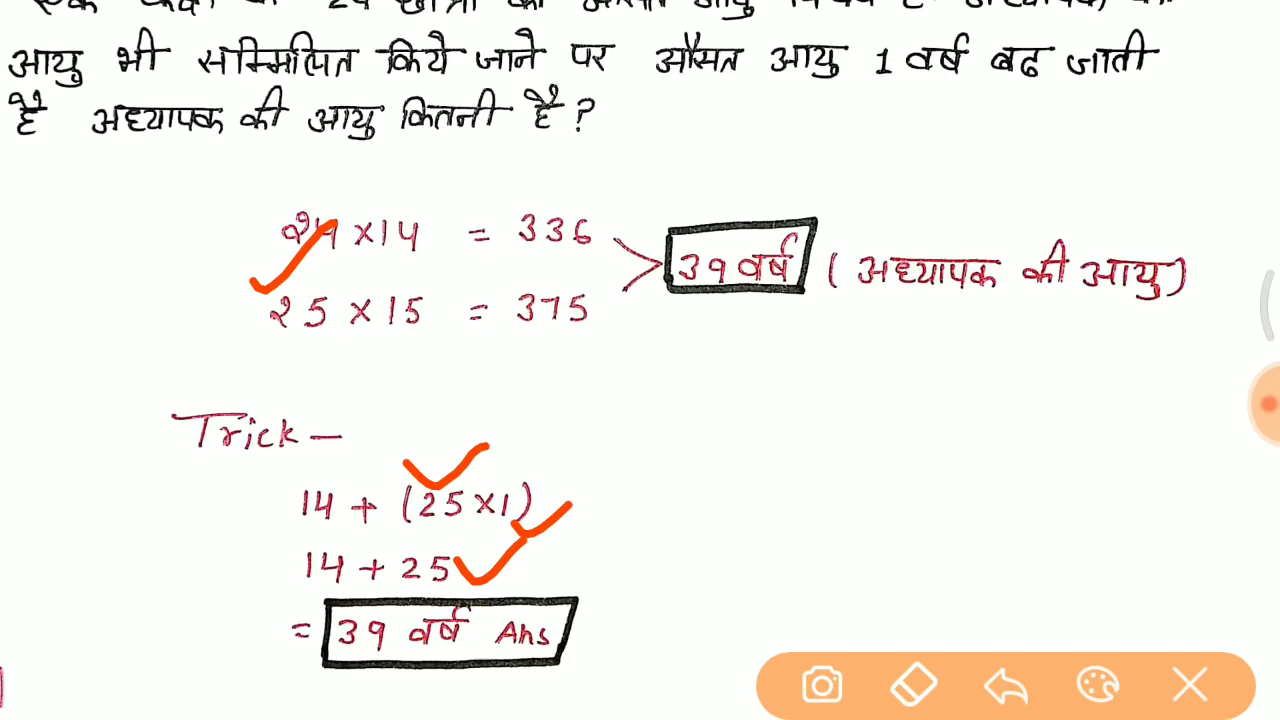 आयु भी सम्मिलित किये जाने पर औसत आयु 1 वर्ष बढ जाती
है अध्यापक की आयु कितनी है ?
24 × 14 = 336
25 × 15 = 375
39 वर्ष ( अध्यापक की आयु )
Trick –
14 + (25 × 1)
14 + 25
= 39 वर्ष Ans